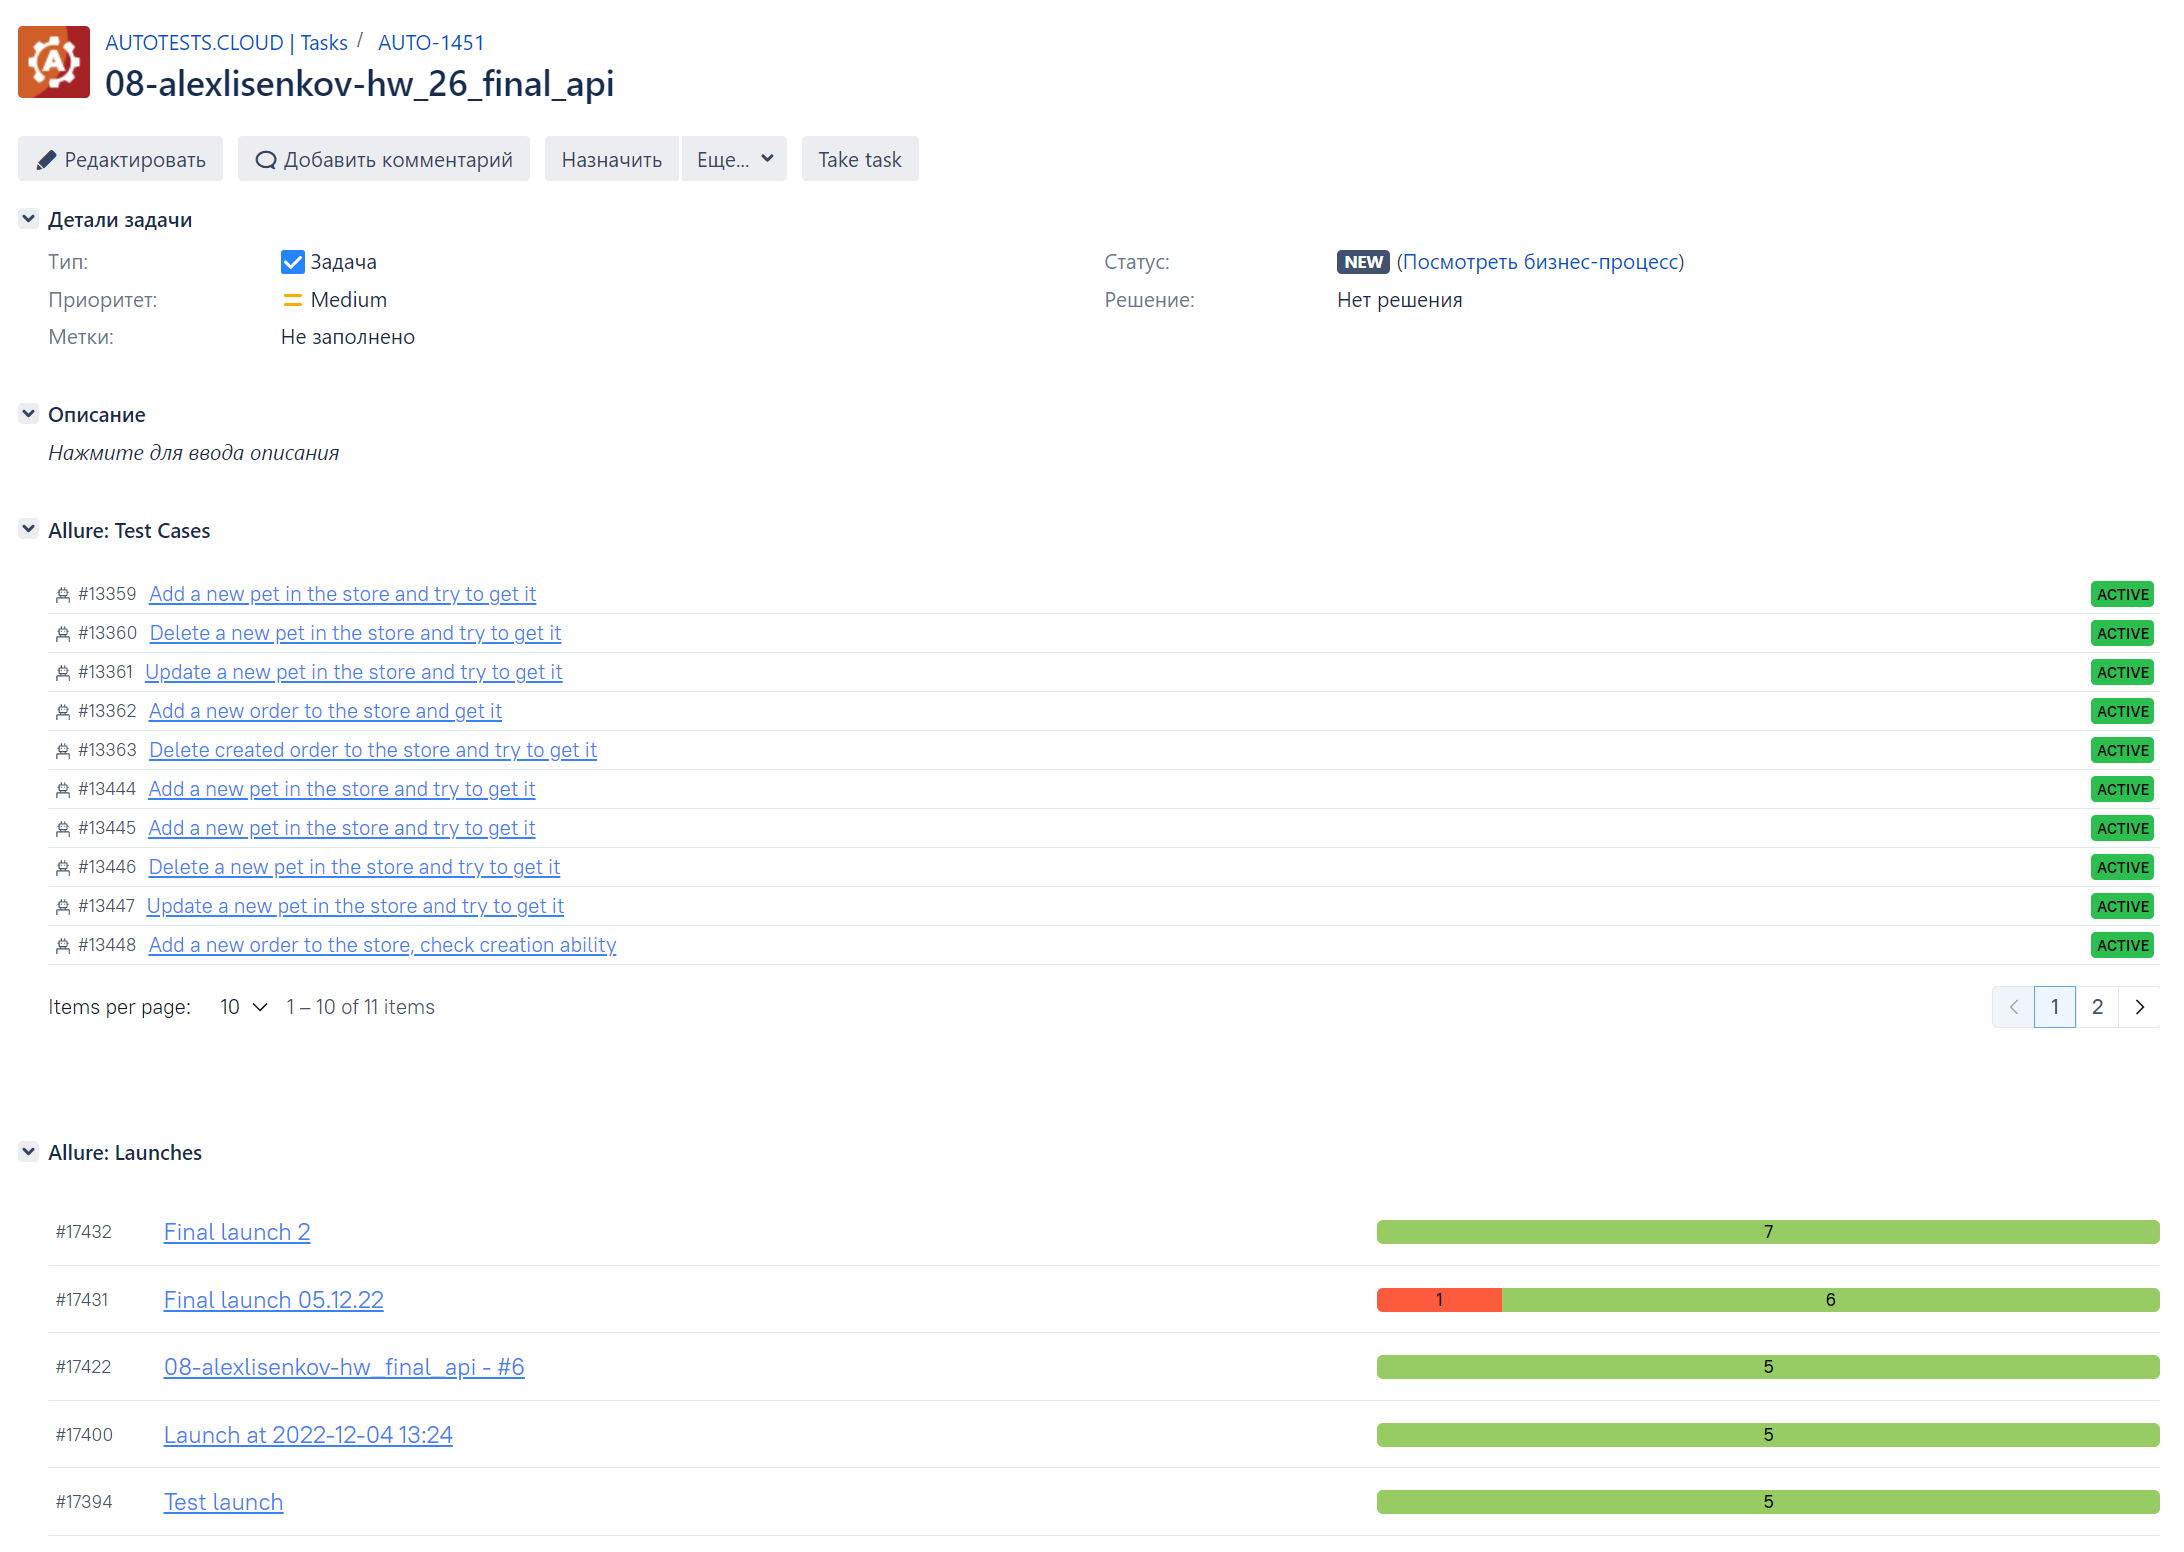 AUTOTESTS.CLOUD | Tasks / AUTO-1451
08-alexlisenkov-hw_26_final_api
Редактировать Добавить комментарий Назначить Еще... Take task
Детали задачи
Тип: Задача Статус: NEW (Посмотреть бизнес-процесс)
Приоритет: Medium Решение: Нет решения
Метки: Не заполнено
Описание
Нажмите для ввода описания
Allure: Test Cases
#13359 Add a new pet in the store and try to get it ACTIVE
#13360 Delete a new pet in the store and try to get it ACTIVE
#13361 Update a new pet in the store and try to get it ACTIVE
#13362 Add a new order to the store and get it ACTIVE
#13363 Delete created order to the store and try to get it ACTIVE
#13444 Add a new pet in the store and try to get it ACTIVE
#13445 Add a new pet in the store and try to get it ACTIVE
#13446 Delete a new pet in the store and try to get it ACTIVE
#13447 Update a new pet in the store and try to get it ACTIVE
#13448 Add a new order to the store, check creation ability ACTIVE
Items per page: 10 1 – 10 of 11 items 1 2
Allure: Launches
#17432 Final launch 2 7
#17431 Final launch 05.12.22 1 6
#17422 08-alexlisenkov-hw_final_api - #6 5
#17400 Launch at 2022-12-04 13:24 5
#17394 Test launch 5